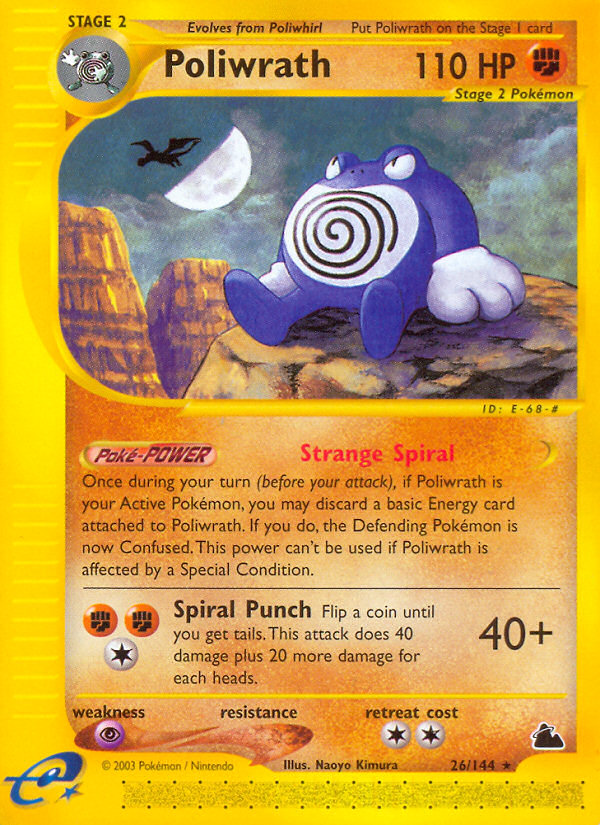 STAGE 2
Evolves from Poliwhirl Put Poliwrath on the Stage 1 card
Poliwrath 110 HP
Stage 2 Pokémon
ID: E-68-#
Poké-POWER Strange Spiral
Once during your turn (before your attack), if Poliwrath is
your Active Pokémon, you may discard a basic Energy card
attached to Poliwrath. If you do, the Defending Pokémon is
now Confused. This power can't be used if Poliwrath is
affected by a Special Condition.
Spiral Punch Flip a coin until
you get tails. This attack does 40
damage plus 20 more damage for
each heads.
40+
weakness resistance retreat cost
© 2003 Pokémon / Nintendo Illus. Naoyo Kimura 26/144 ★
e